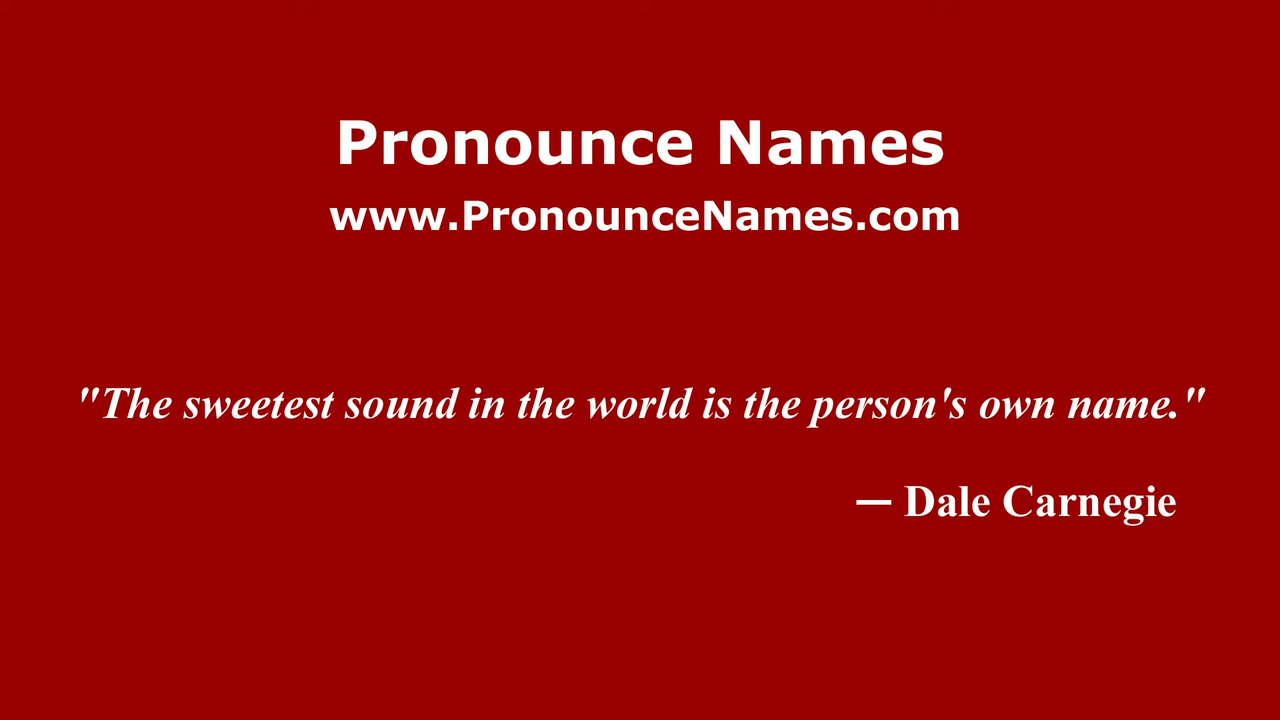 Pronounce Names
www.PronounceNames.com
"The sweetest sound in the world is the person's own name."
— Dale Carnegie